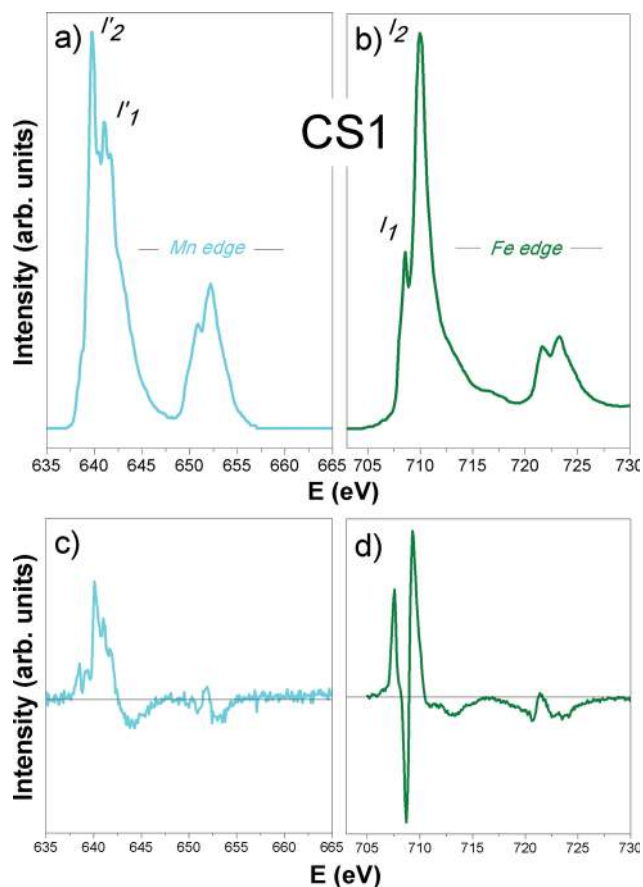 a)
I'2
I'1
b)
I2
I1
CS1
Mn edge
Fe edge
Intensity (arb. units)
635 640 645 650 655 660 665
705 710 715 720 725 730
E (eV)
c)
d)
Intensity (arb. units)
635 640 645 650 655 660 665
705 710 715 720 725 730
E (eV)